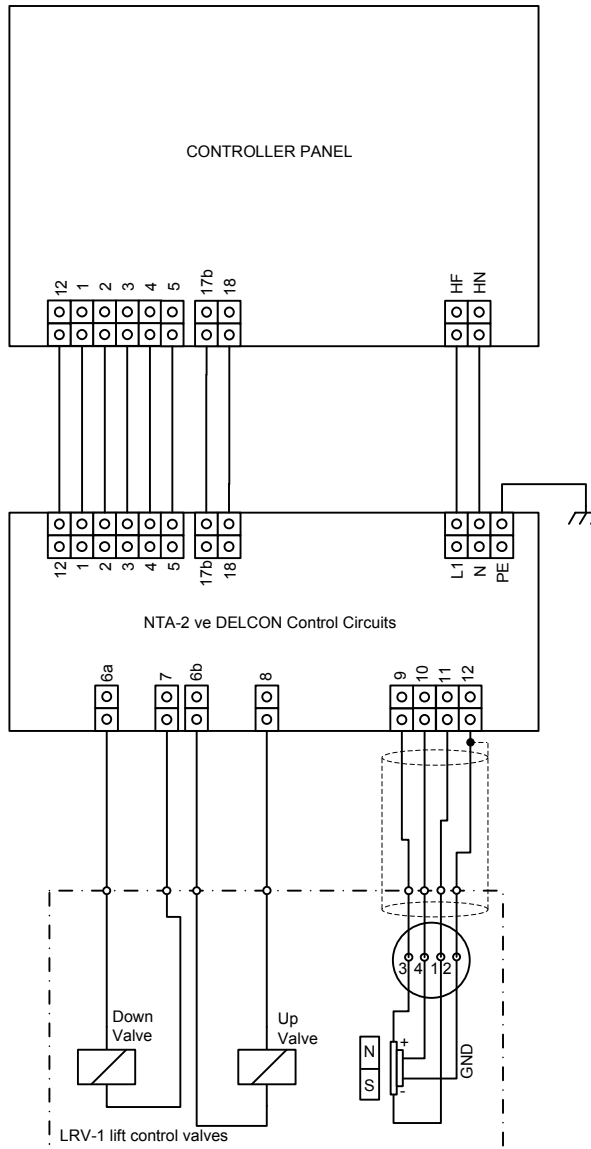 CONTROLLER PANEL
12 1 2 3 4 5 17b 18 HF HN
12 1 2 3 4 5 17b 18 L1 N PE
NTA-2 ve DELCON Control Circuits
6a 7 6b 8 9 10 11 12
3 4 1 2
Down
Valve
Up
Valve
N
S
+
-
GND
LRV-1 lift control valves